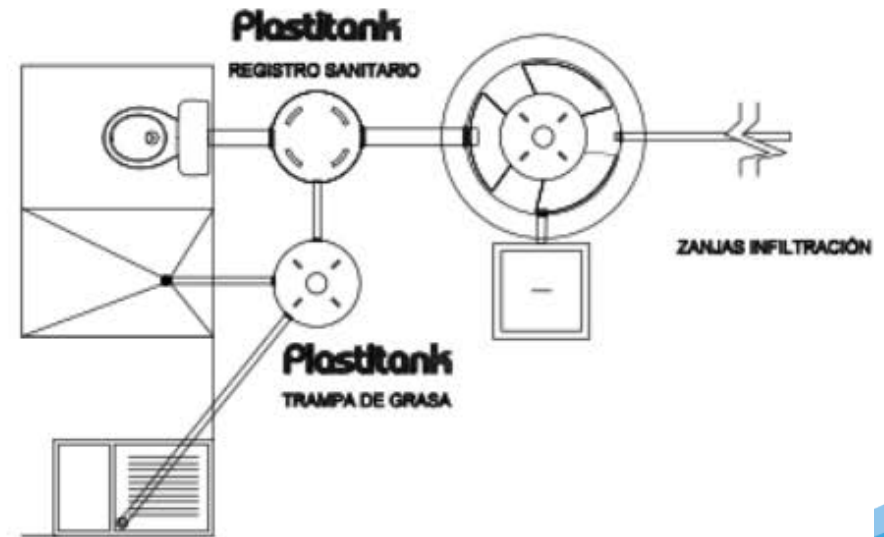 Plastitank
REGISTRO SANITARIO
ZANJAS INFILTRACIÓN
Plastitank
TRAMPA DE GRASA